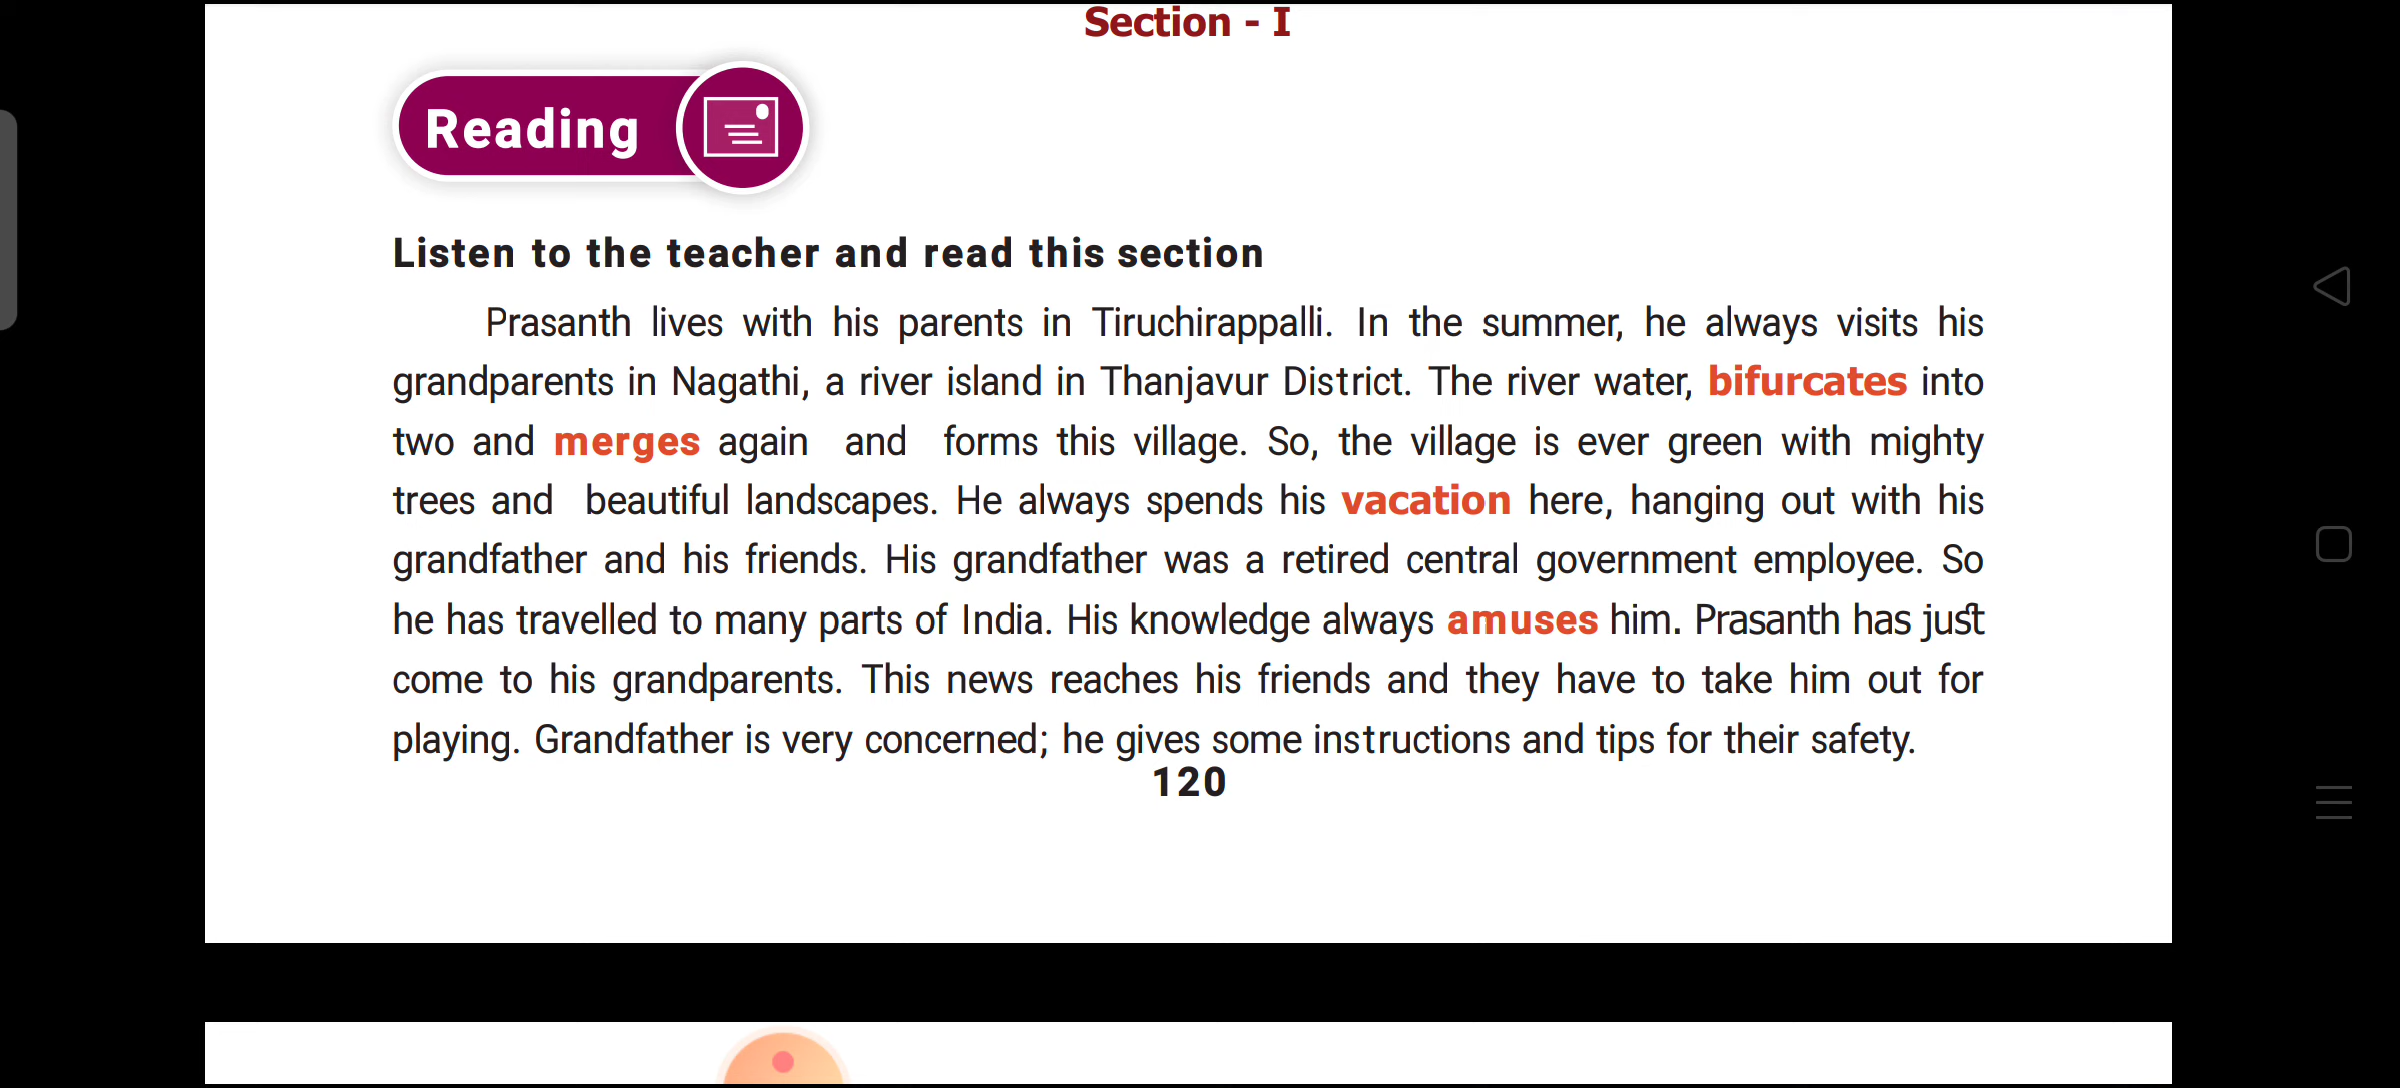 Section - I
Reading
Listen to the teacher and read this section
Prasanth lives with his parents in Tiruchirappalli. In the summer, he always visits his
grandparents in Nagathi, a river island in Thanjavur District. The river water, bifurcates into
two and merges again and forms this village. So, the village is ever green with mighty
trees and beautiful landscapes. He always spends his vacation here, hanging out with his
grandfather and his friends. His grandfather was a retired central government employee. So
he has travelled to many parts of India. His knowledge always amuses him. Prasanth has just
come to his grandparents. This news reaches his friends and they have to take him out for
playing. Grandfather is very concerned; he gives some instructions and tips for their safety.
120